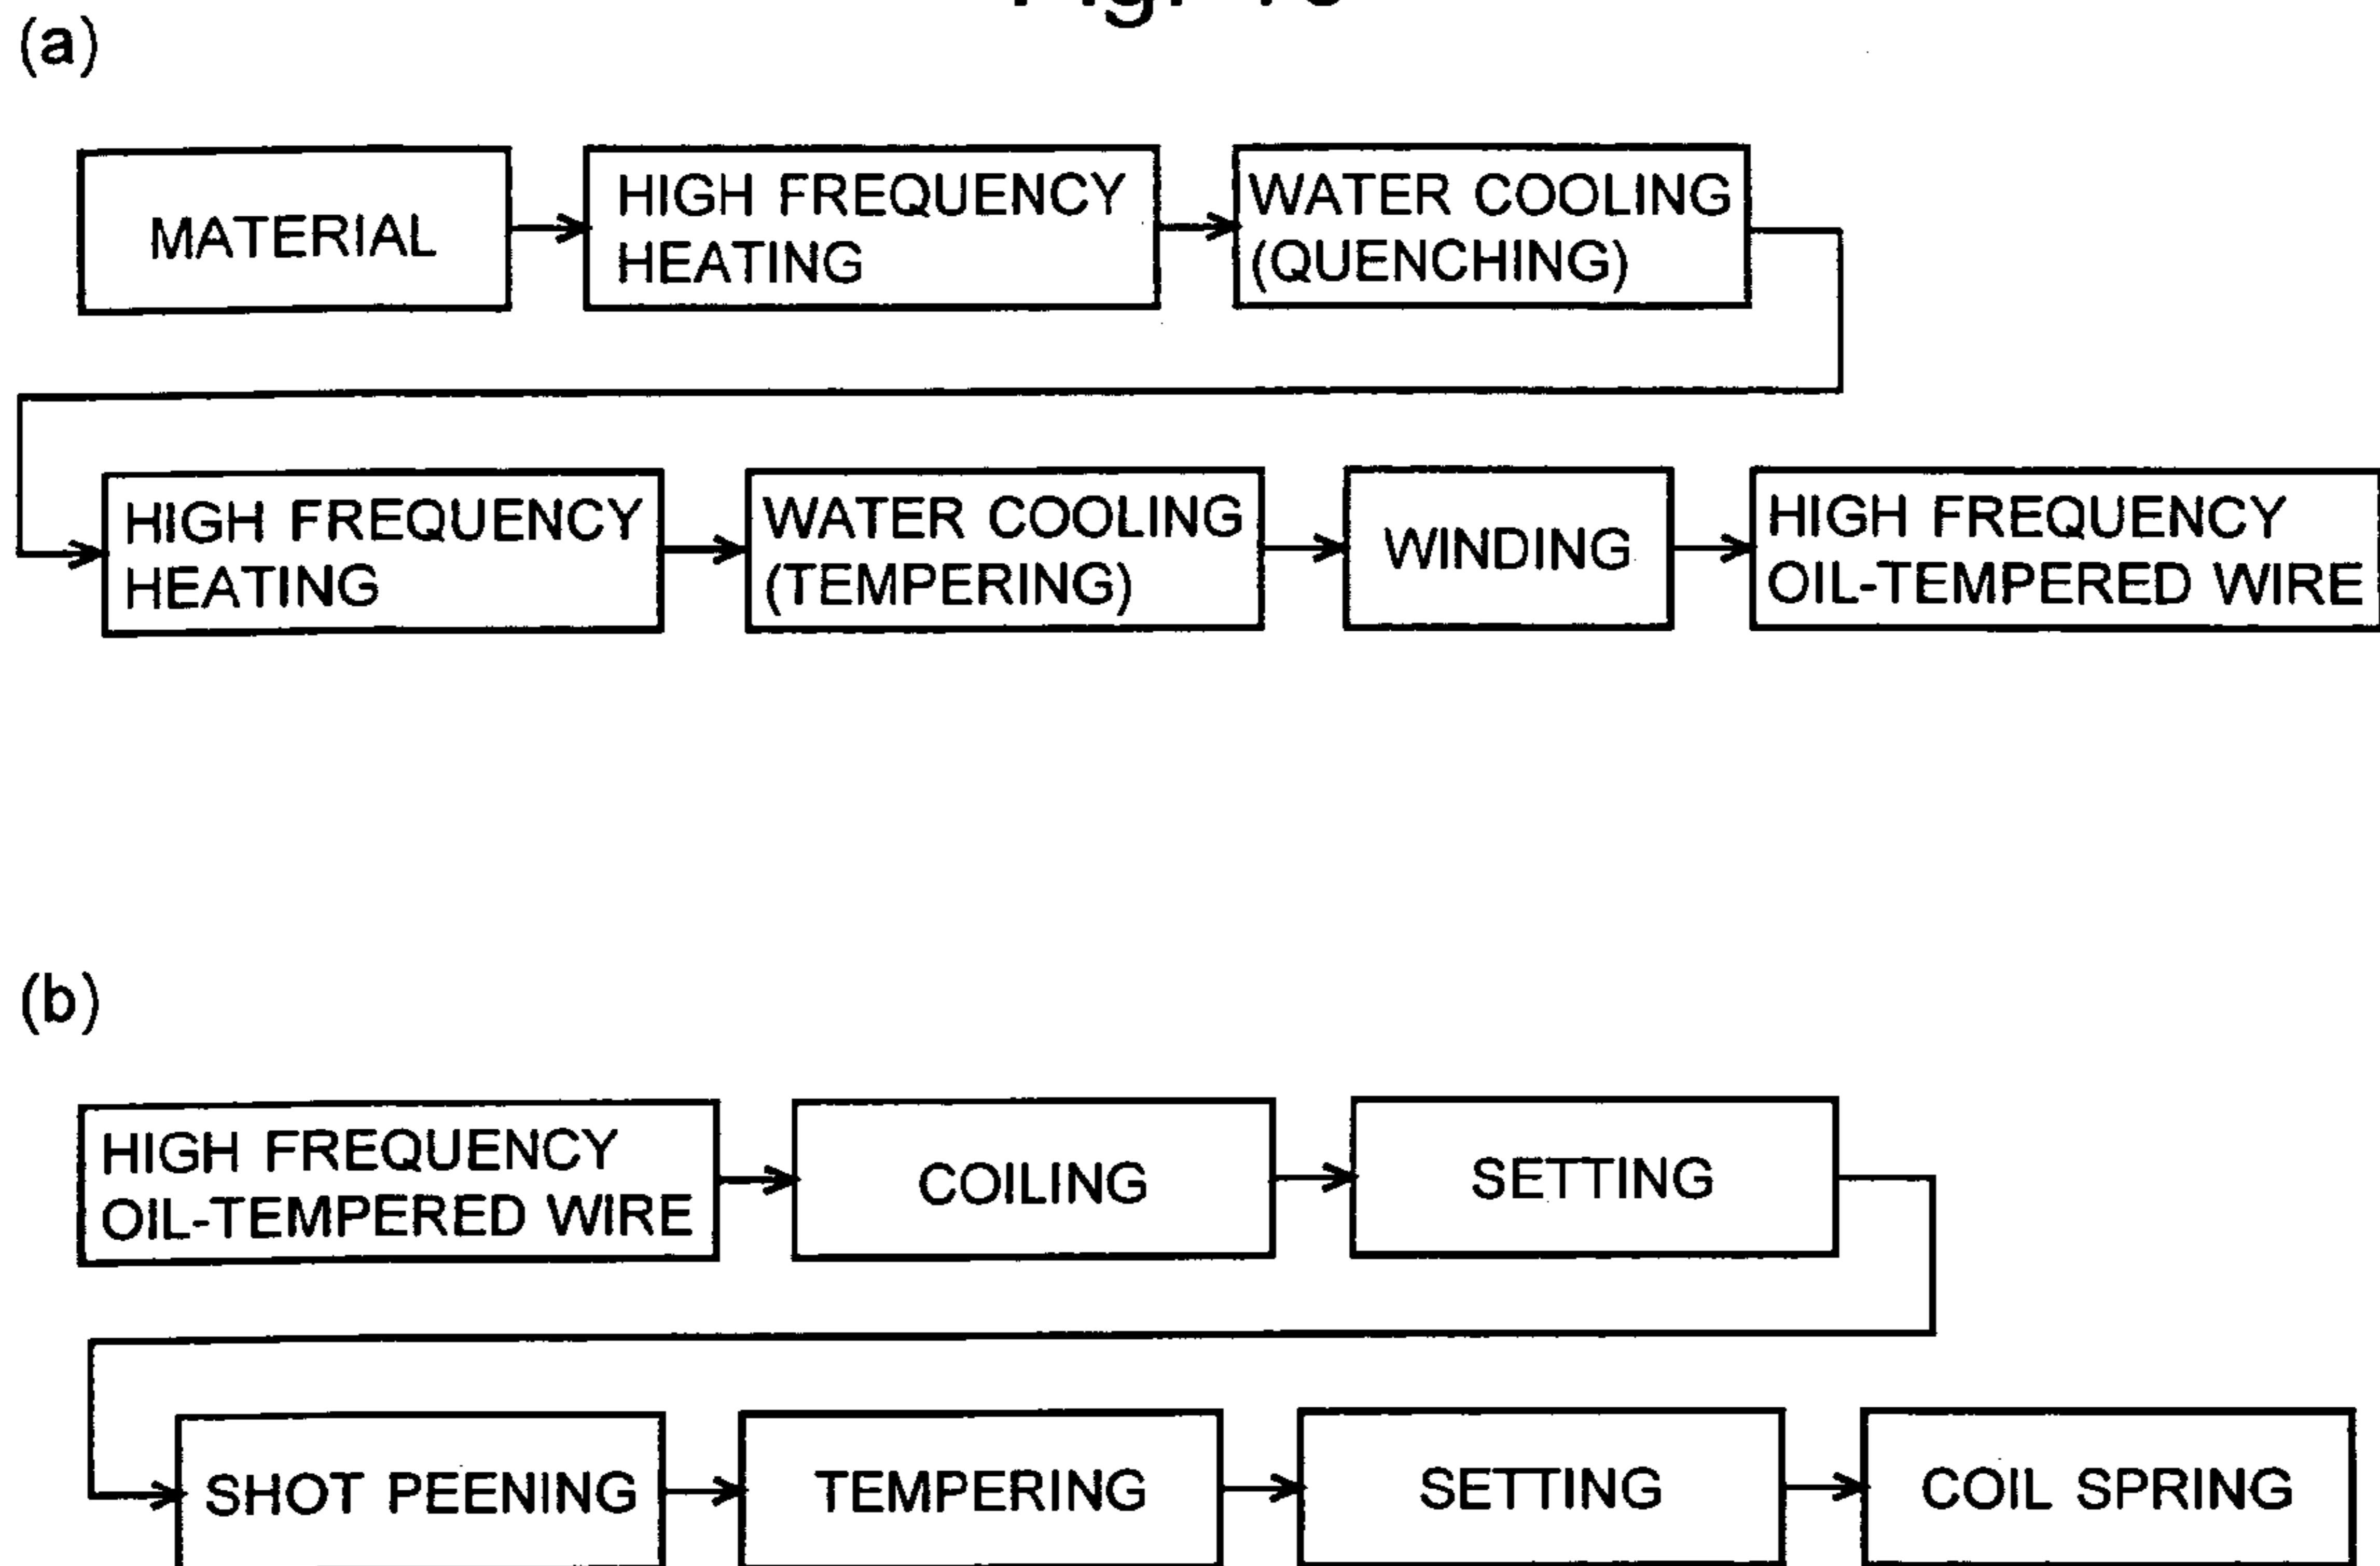 (a)
MATERIAL
HIGH FREQUENCY
HEATING
WATER COOLING
(QUENCHING)
HIGH FREQUENCY
HEATING
WATER COOLING
(TEMPERING)
WINDING
HIGH FREQUENCY
OIL-TEMPERED WIRE
(b)
HIGH FREQUENCY
OIL-TEMPERED WIRE
COILING
SETTING
SHOT PEENING
TEMPERING
SETTING
COIL SPRING